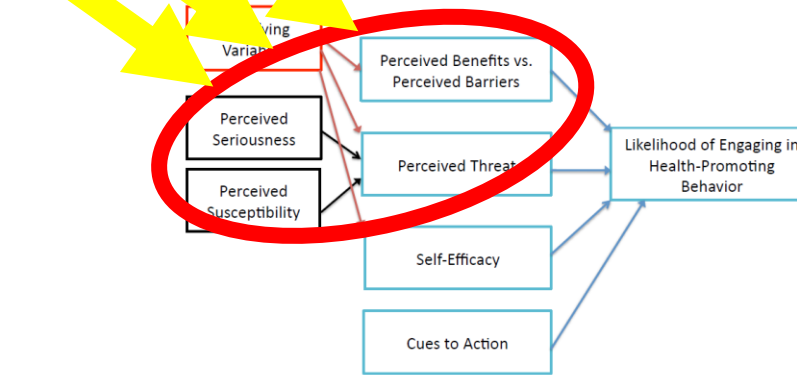 ving
Perceived Benefits vs.
Perceived Barriers
Perceived
Seriousness
Perceived Threat
Perceived
Susceptibility
Likelihood of Engaging in
Health-Promoting
Behavior
Self-Efficacy
Cues to Action